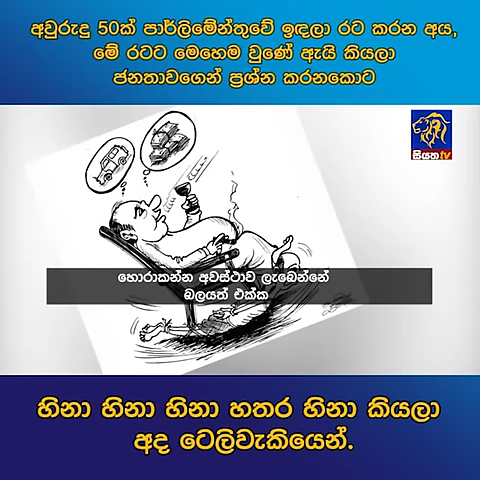 අවුරුදු 50ක් පාර්ලිමේන්තුවේ ඉඳලා රට කරන අය,
මේ රටට මෙහෙම වුණේ ඇයි කියලා
ජනතාවගෙන් ප්‍රශ්න කරනකොට
සියත tv
හොරාකන්න අවස්ථාව ලැබෙන්නේ
බලයත් එක්ක
හිනා හිනා හිනා හතර හිනා කියලා
අද ටෙලිවැකියෙන්.